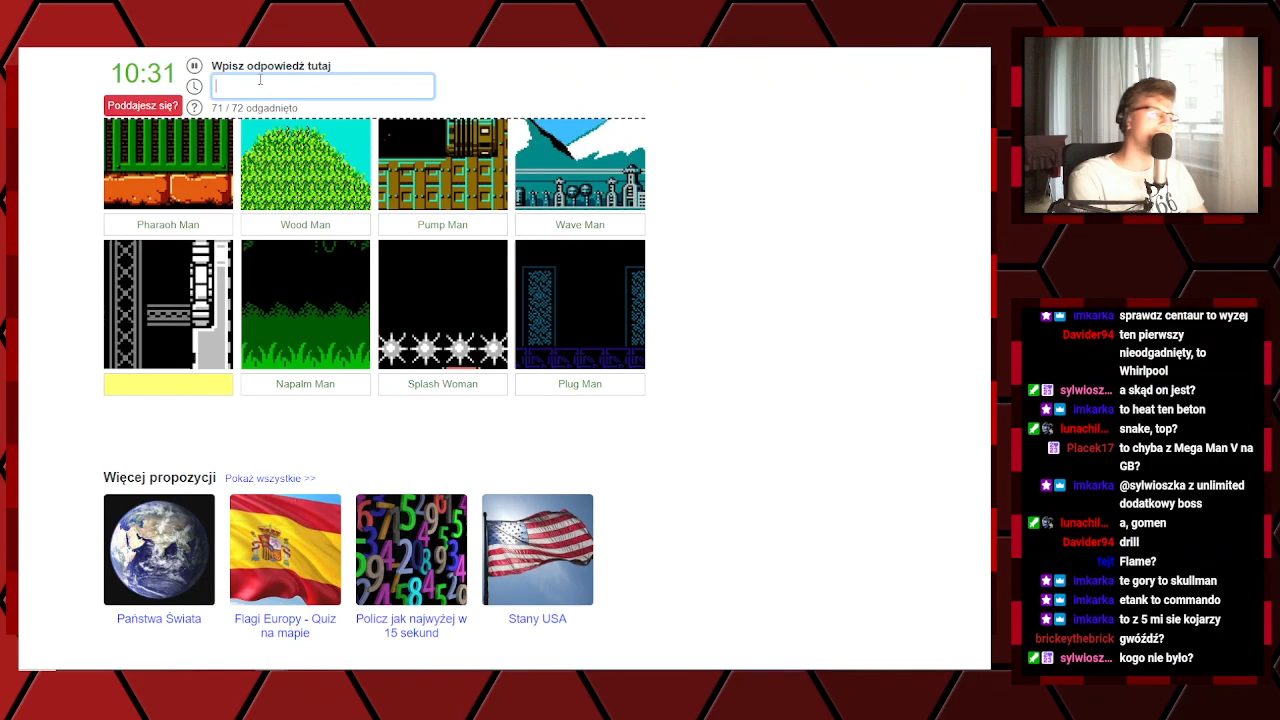 10:31
Wpisz odpowiedź tutaj
Poddajesz się?
71 / 72 odgadnięto
Pharaoh Man
Wood Man
Pump Man
Wave Man
Napalm Man
Splash Woman
Plug Man
Więcej propozycji
Pokaż wszystkie >>
Państwa Świata
Flagi Europy - Quiz
na mapie
Policz jak najwyżej w
15 sekund
Stany USA
66
imkarka sprawdz centaur to wyzej
Davider94 ten pierwszy
nieodgadnięty, to
Whirlpool
sylwiosz... a skąd on jest?
imkarka to heat ten beton
lunachil... snake, top?
Placek17 to chyba z Mega Man V na
GB?
imkarka @sylwioszka z unlimited
dodatkowy boss
lunachil... a, gomen
Davider94 drill
tejt Flame?
imkarka te gory to skullman
imkarka etank to commando
imkarka to z 5 mi sie kojarzy
brickeythebrick gwóźdź?
sylwiosz... kogo nie było?